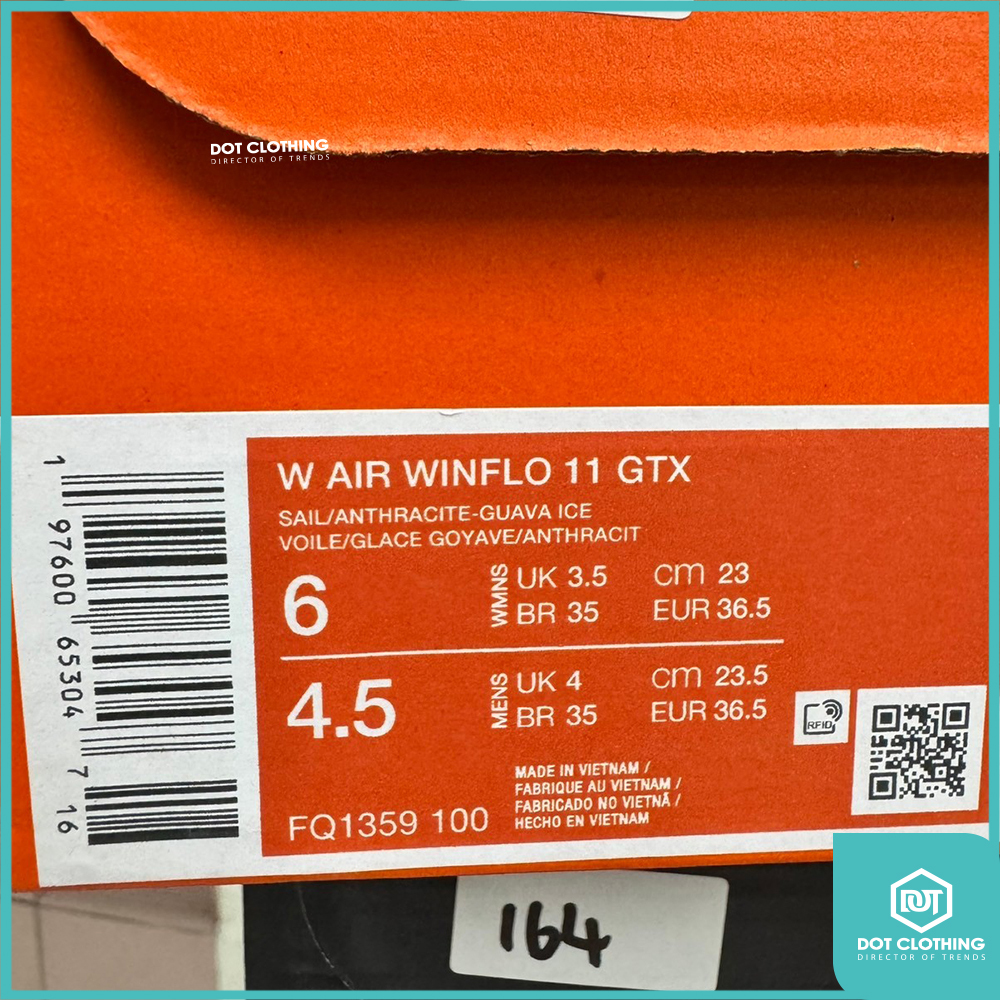 DOT CLOTHING
DIRECTOR OF TRENDS
W AIR WINFLO 11 GTX
SAIL/ANTHRACITE-GUAVA ICE
VOILE/GLACE GOYAVE/ANTHRACIT
6
WMNS
UK 3.5
cm 23
BR 35
EUR 36.5
4.5
MENS
UK 4
cm 23.5
BR 35
EUR 36.5
RFID
MADE IN VIETNAM /
FABRIQUE AU VIETNAM /
FABRICADO NO VIETNÃ /
HECHO EN VIETNAM
FQ1359 100
1 97600 65304 7 16
164
DOT
DOT CLOTHING
DIRECTOR OF TRENDS